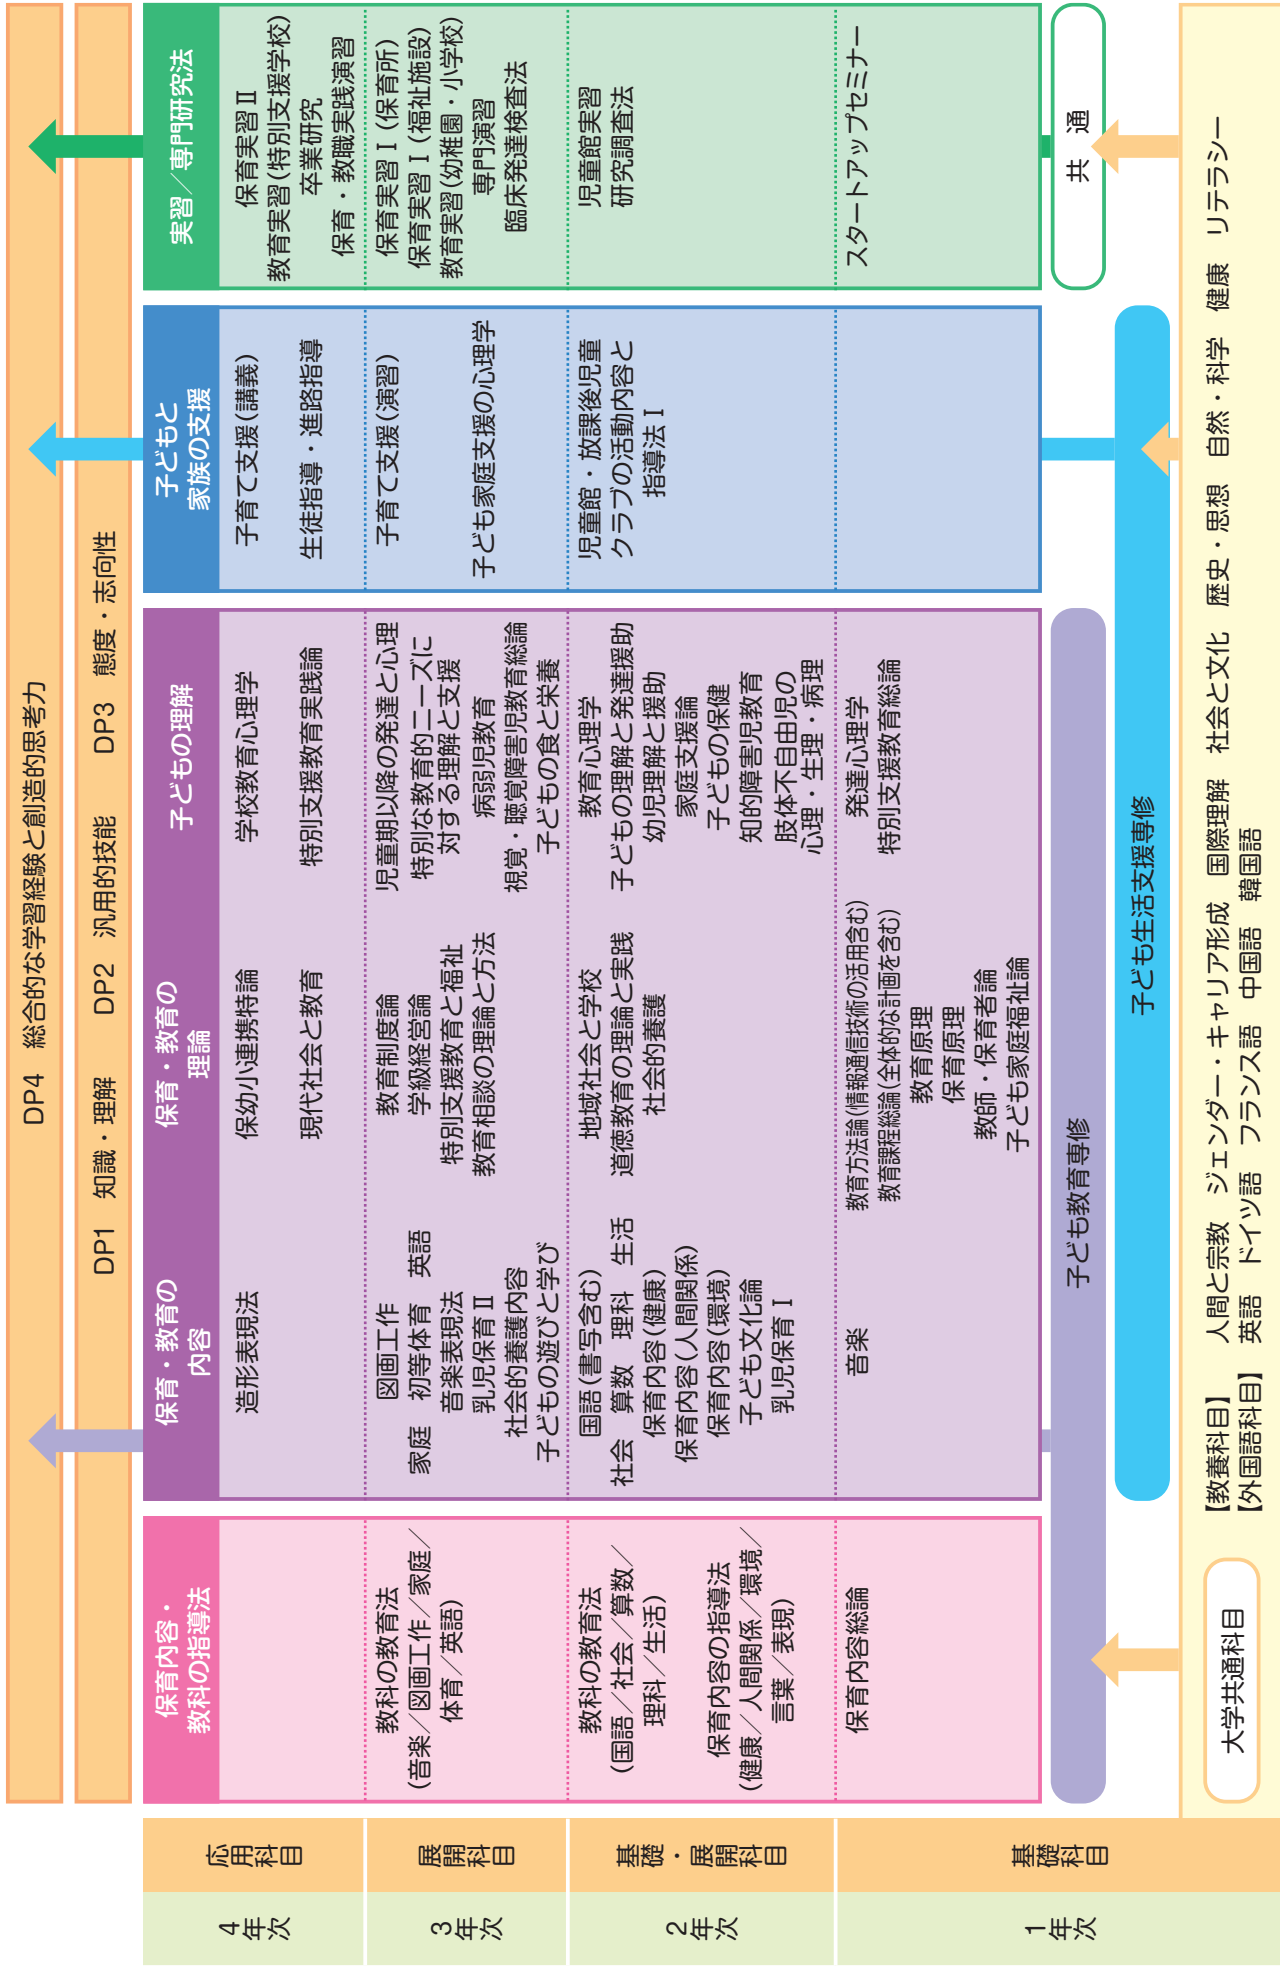 DP4　総合的な学習経験と創造的思考力
DP1　知識・理解　DP2　汎用的技能　DP3　態度・志向性
4年次
応用科目
3年次
展開科目
2年次
基礎・展開科目
1年次
基礎科目
保育内容・
教科の指導法
教科の教育法
(音楽／図画工作／家庭／
体育／英語)
教科の教育法
(国語／社会／算数／
理科／生活)
保育内容の指導法
(健康／人間関係／環境／
言葉／表現)
保育内容総論
保育・教育の
内容
造形表現法
図画工作
家庭　初等体育　英語
音楽表現法
乳児保育Ⅱ
社会的養護内容
子どもの遊びと学び
国語(書写含む)
社会　算数　理科　生活
保育内容(健康)
保育内容(人間関係)
保育内容(環境)
子ども文化論
乳児保育Ⅰ
音楽
保育・教育の
理論
保幼小連携特論
現代社会と教育
教育制度論
学級経営論
特別支援教育と福祉
教育相談の理論と方法
地域社会と学校
道徳教育の理論と実践
社会的養護
教育方法論(情報通信技術の活用含む)
教育課程総論(全体的な計画を含む)
教育原理
保育原理
教師・保育者論
子ども家庭福祉論
子どもの理解
学校教育心理学
特別支援教育実践論
児童期以降の発達と心理
特別な教育的ニーズに
対する理解と支援
病弱児教育
視覚・聴覚障害児教育総論
子どもの食と栄養
教育心理学
子どもの理解と発達援助
幼児理解と援助
家庭支援論
子どもの保健
知的障害児教育
肢体不自由児の
心理・生理・病理
発達心理学
特別支援教育総論
子どもと
家族の支援
子育て支援(講義)
生徒指導・進路指導
子育て支援(演習)
子ども家庭支援の心理学
児童館・放課後児童
クラブの活動内容と
指導法Ⅰ
実習／専門研究法
保育実習Ⅱ
教育実習(特別支援学校)
卒業研究
保育・教職実践演習
保育実習Ⅰ(保育所)
保育実習Ⅰ(福祉施設)
教育実習(幼稚園・小学校)
専門演習
臨床発達検査法
児童館実習
研究調査法
スタートアップセミナー
子ども教育専修
共　通
子ども生活支援専修
大学共通科目
【教養科目】　人間と宗教　ジェンダー・キャリア形成　国際理解　社会と文化　歴史・思想　自然・科学　健康　リテラシー
【外国語科目】　英語　ドイツ語　フランス語　中国語　韓国語